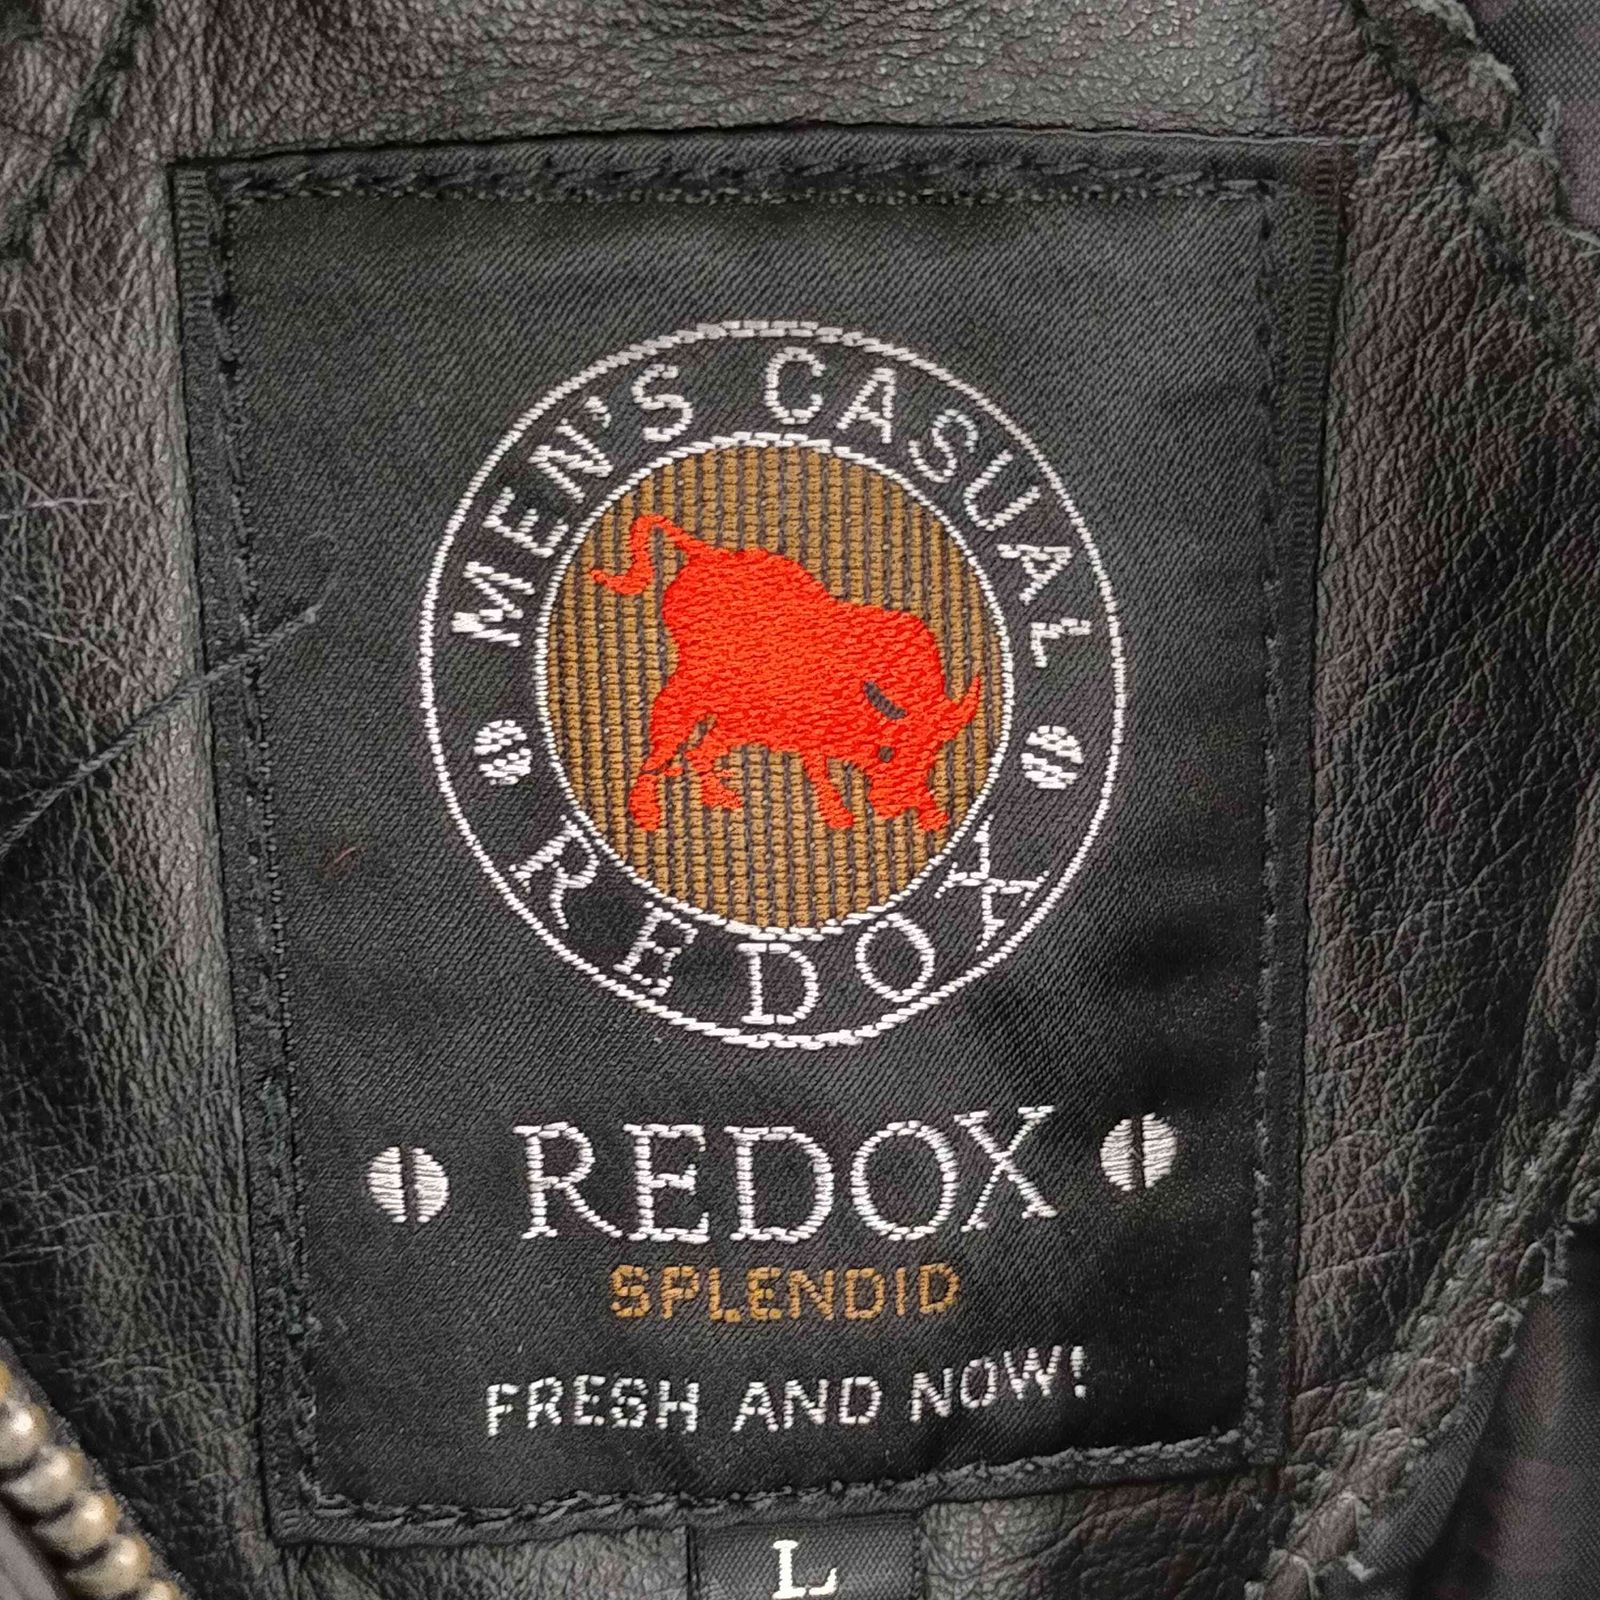 MEN'S CASUAL
REDOX
REDOX
SPLENDID
FRESH AND NOW!
L